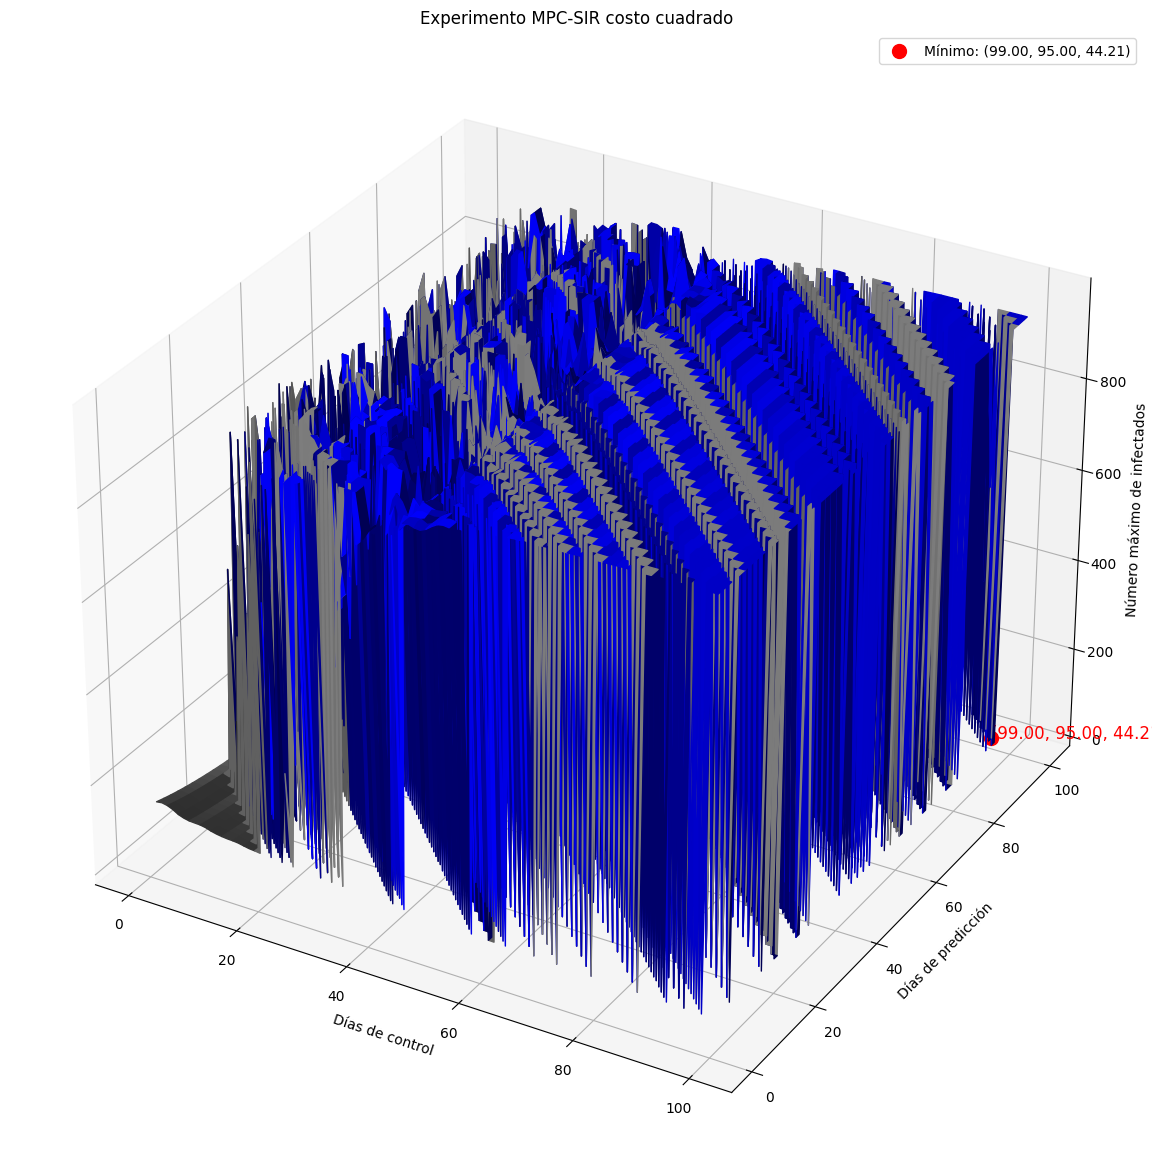 Experimento MPC-SIR costo cuadrado
Mínimo: (99.00, 95.00, 44.21)
800
600
400
200
0
Número máximo de infectados
99.00, 95.00, 44.2
100
80
60
40
20
0
Días de predicción
0
20
40
60
80
100
Días de control